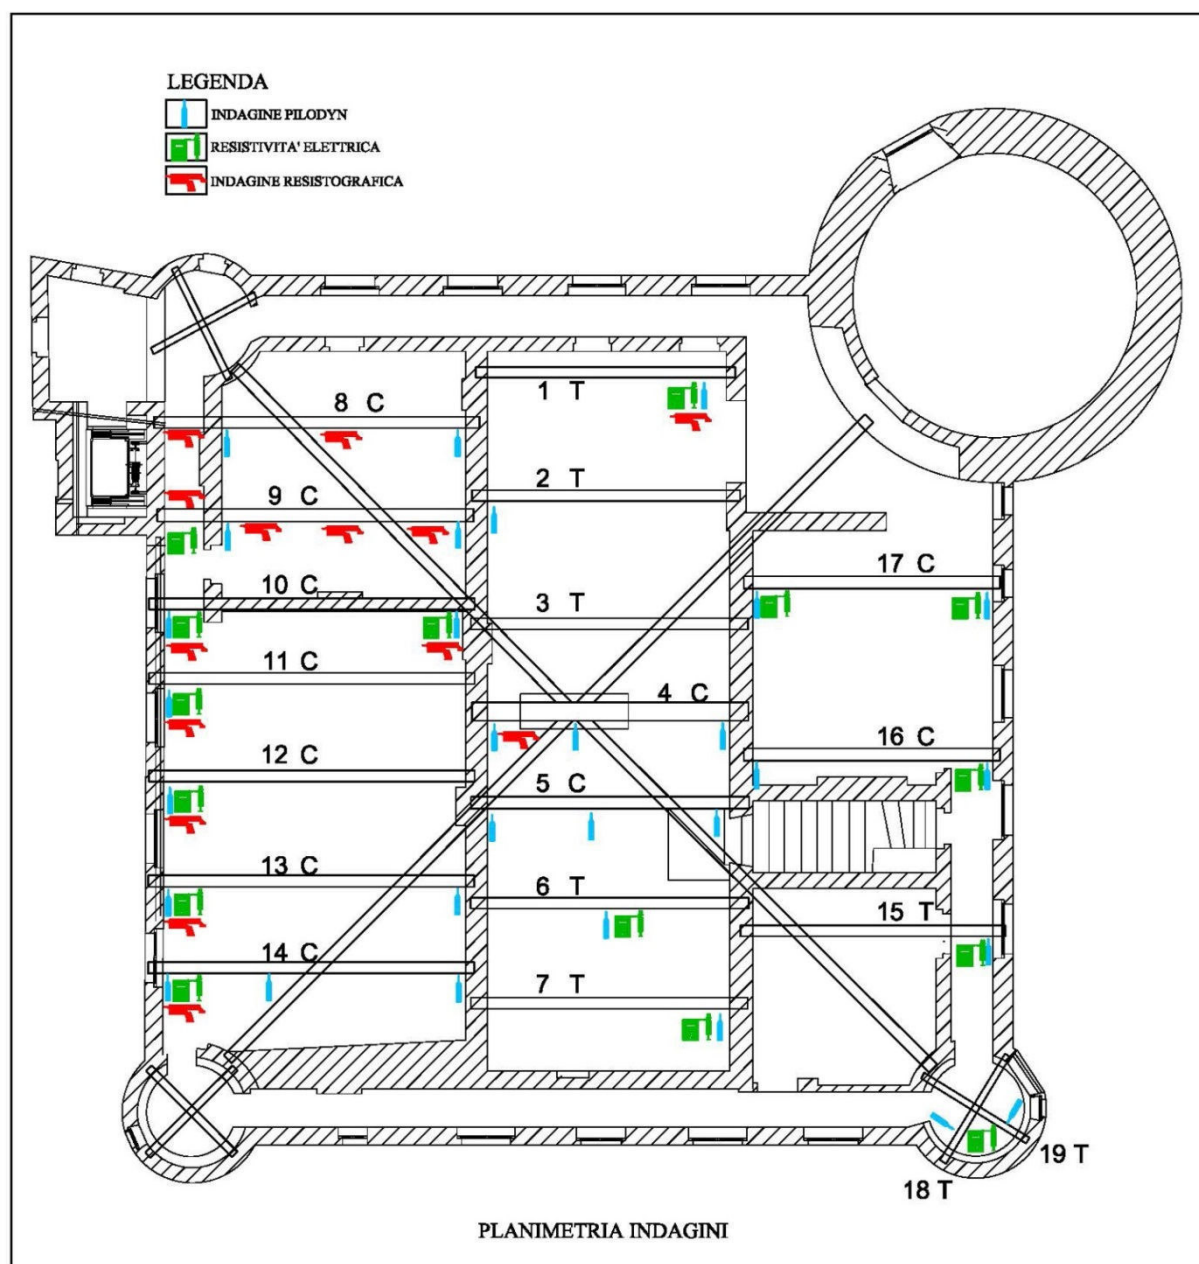 LEGENDA
INDAGINE PILODYN
RESISTIVITA' ELETTRICA
INDAGINE RESISTOGRAFICA
1 T
8 C
2 T
9 C
17 C
10 C
3 T
11 C
4 C
16 C
12 C
5 C
13 C
6 T
15 T
14 C
7 T
19 T
18 T
PLANIMETRIA INDAGINI